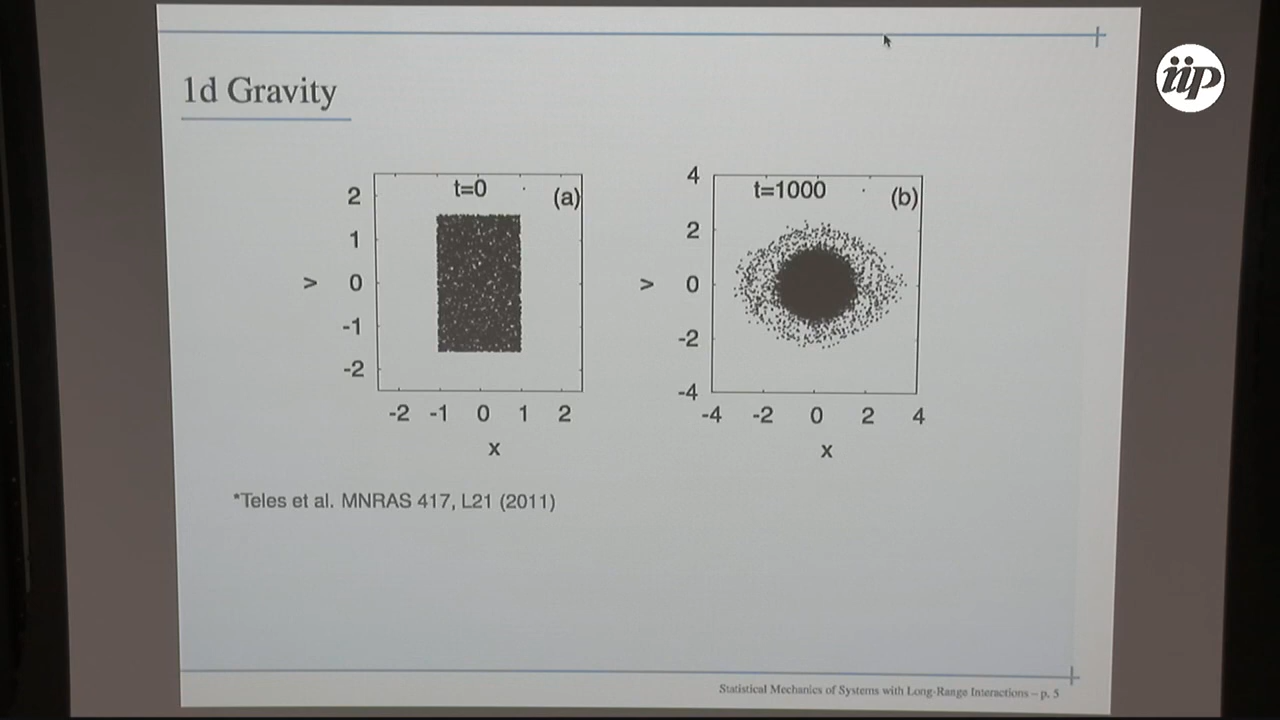 iip
1d Gravity
t=0
(a)
2
1
0
-1
-2
v
-2 -1 0 1 2
x
t=1000
(b)
4
2
0
-2
-4
v
-4 -2 0 2 4
x
*Teles et al. MNRAS 417, L21 (2011)
Statistical Mechanics of Systems with Long-Range Interactions – p. 5